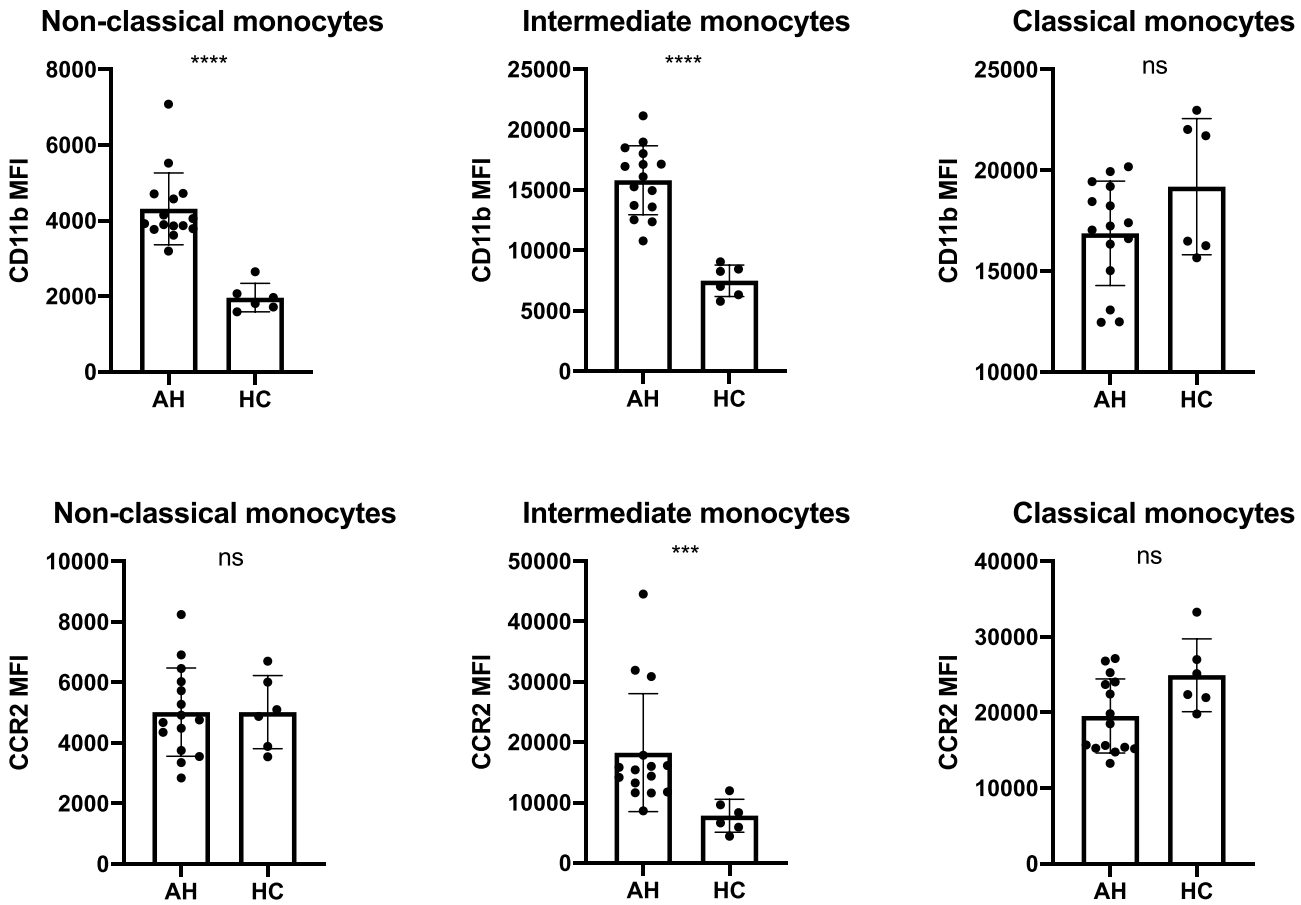 Non-classical monocytes
****
CD11b MFI
8000
6000
4000
2000
0
AH
HC
Intermediate monocytes
****
CD11b MFI
25000
20000
15000
10000
5000
0
AH
HC
Classical monocytes
ns
CD11b MFI
25000
20000
15000
10000
AH
HC
Non-classical monocytes
ns
CCR2 MFI
10000
8000
6000
4000
2000
0
AH
HC
Intermediate monocytes
***
CCR2 MFI
50000
40000
30000
20000
10000
0
AH
HC
Classical monocytes
ns
CCR2 MFI
40000
30000
20000
10000
0
AH
HC